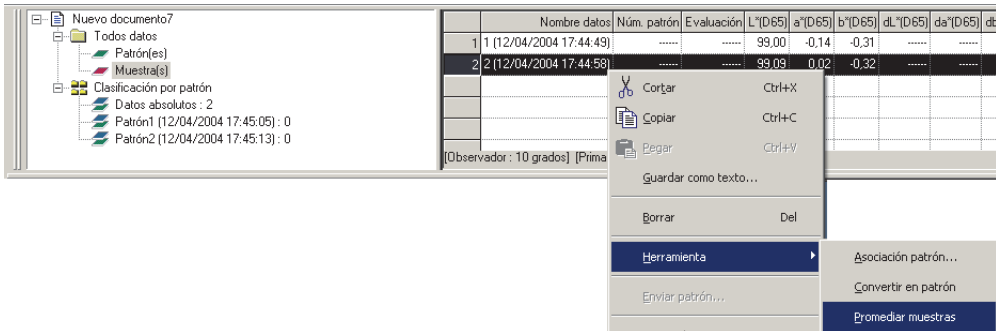 Nuevo documento7
Todos datos
Patrón(es)
Muestra(s)
Clasificación por patrón
Datos absolutos : 2
Patrón1 (12/04/2004 17:45:05) : 0
Patrón2 (12/04/2004 17:45:13) : 0
Nombre datos Núm. patrón Evaluación L*(D65) a*(D65) b*(D65) dL*(D65) da*(D65) db
1 1 (12/04/2004 17:44:49) ------ ------ 99,00 -0,14 -0,31 ------ ------
2 2 (12/04/2004 17:44:58) ------ ------ 99,09 0,02 -0,32 ------ ------
[Observador : 10 grados] [Prima
Cortar Ctrl+X
Copiar Ctrl+C
Pegar Ctrl+V
Guardar como texto...
Borrar Del
Herramienta
Enviar patrón...
Asociación patrón...
Convertir en patrón
Promediar muestras